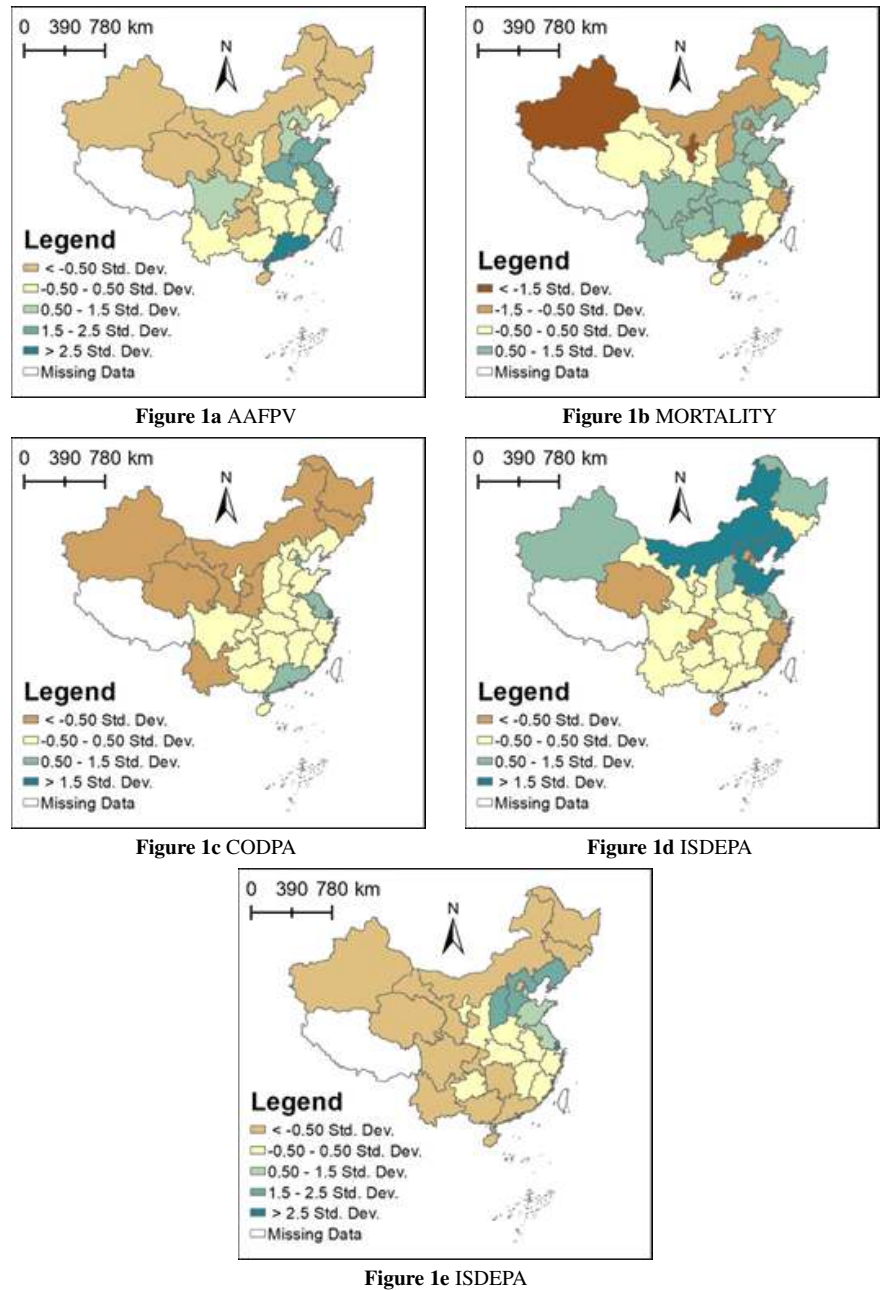 0 390 780 km
N
Legend
< -0.50 Std. Dev.
-0.50 - 0.50 Std. Dev.
0.50 - 1.5 Std. Dev.
1.5 - 2.5 Std. Dev.
> 2.5 Std. Dev.
Missing Data
Figure 1a AAFPV
0 390 780 km
N
Legend
< -1.5 Std. Dev.
-1.5 - -0.50 Std. Dev.
-0.50 - 0.50 Std. Dev.
0.50 - 1.5 Std. Dev.
Missing Data
Figure 1b MORTALITY
0 390 780 km
N
Legend
< -0.50 Std. Dev.
-0.50 - 0.50 Std. Dev.
0.50 - 1.5 Std. Dev.
> 1.5 Std. Dev.
Missing Data
Figure 1c CODPA
0 390 780 km
N
Legend
< -0.50 Std. Dev.
-0.50 - 0.50 Std. Dev.
0.50 - 1.5 Std. Dev.
> 1.5 Std. Dev.
Missing Data
Figure 1d ISDEPA
0 390 780 km
N
Legend
< -0.50 Std. Dev.
-0.50 - 0.50 Std. Dev.
0.50 - 1.5 Std. Dev.
1.5 - 2.5 Std. Dev.
> 2.5 Std. Dev.
Missing Data
Figure 1e ISDEPA